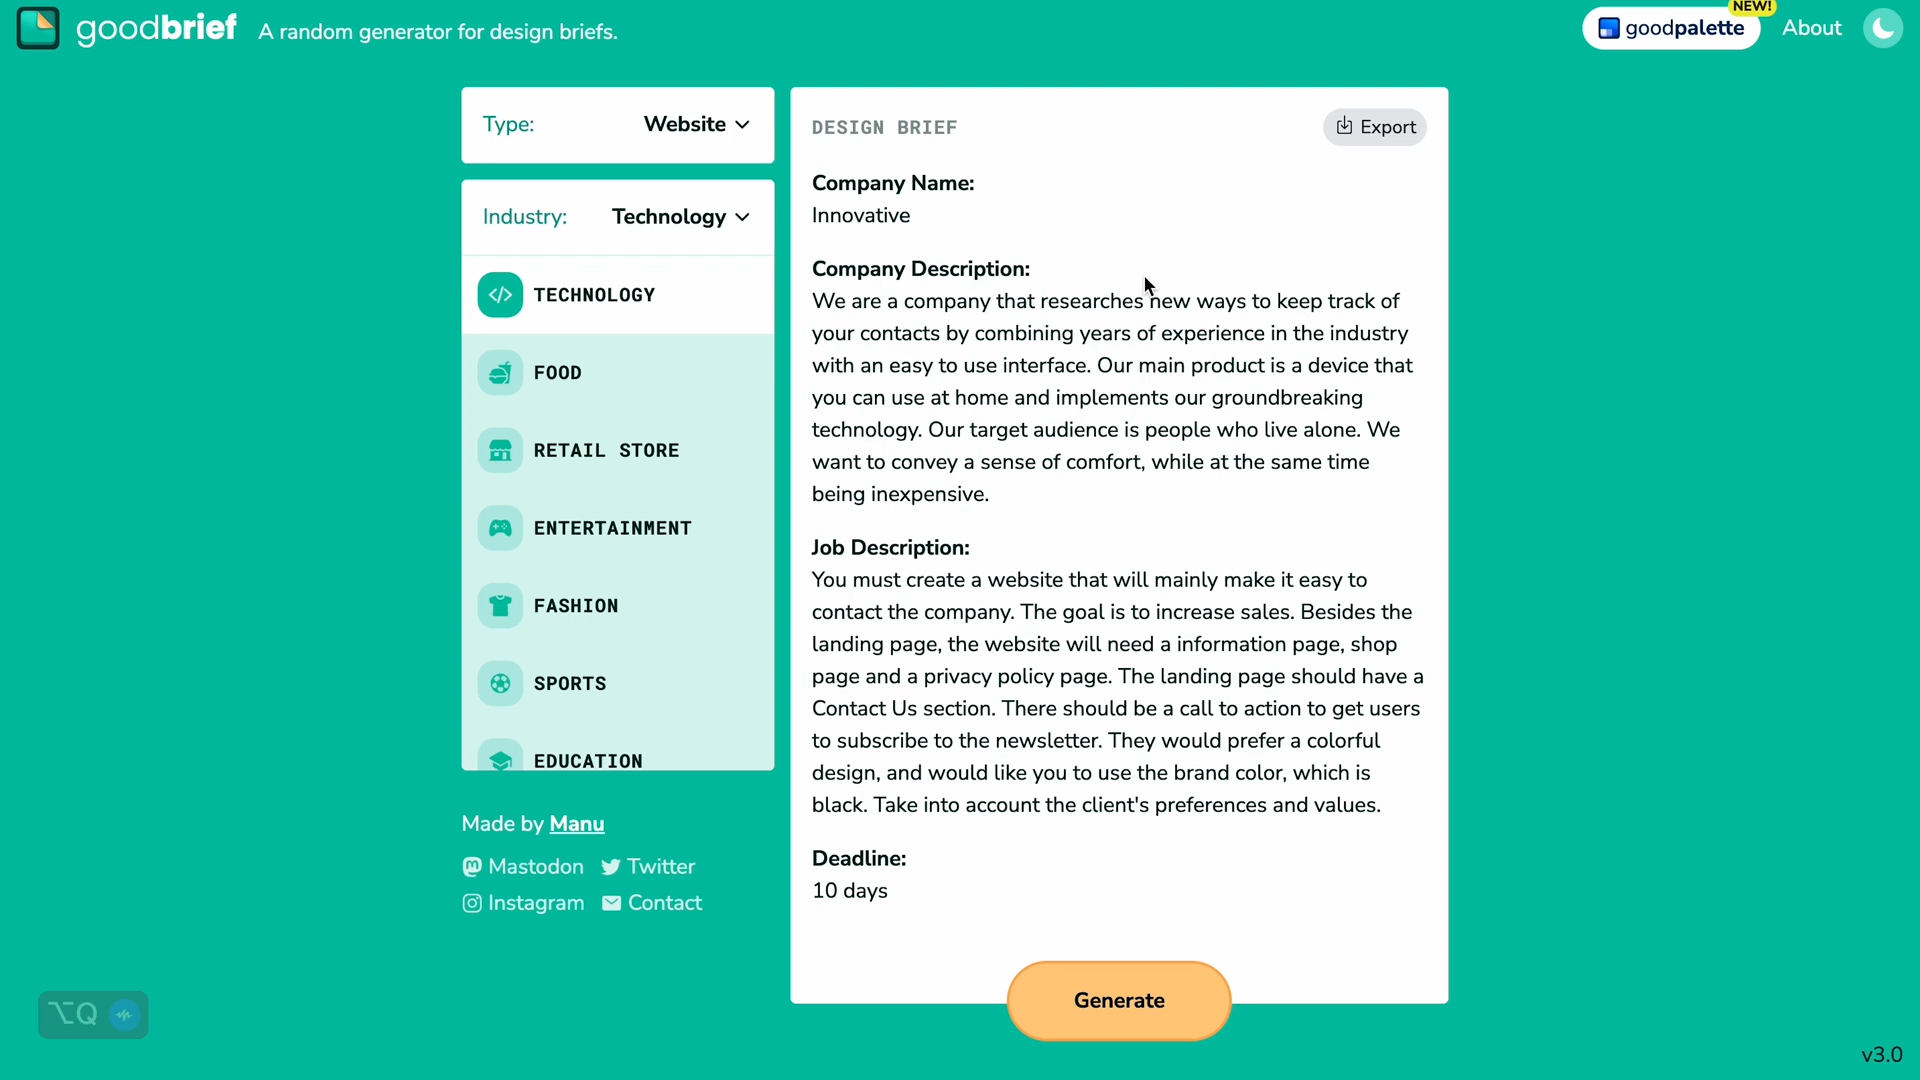 goodbrief A random generator for design briefs.
NEW!
goodpalette About
Type: Website
Industry: Technology
TECHNOLOGY
FOOD
RETAIL STORE
ENTERTAINMENT
FASHION
SPORTS
EDUCATION
Made by Manu
Mastodon Twitter
Instagram Contact
DESIGN BRIEF
Export
Company Name:
Innovative
Company Description:
We are a company that researches new ways to keep track of
your contacts by combining years of experience in the industry
with an easy to use interface. Our main product is a device that
you can use at home and implements our groundbreaking
technology. Our target audience is people who live alone. We
want to convey a sense of comfort, while at the same time
being inexpensive.
Job Description:
You must create a website that will mainly make it easy to
contact the company. The goal is to increase sales. Besides the
landing page, the website will need a information page, shop
page and a privacy policy page. The landing page should have a
Contact Us section. There should be a call to action to get users
to subscribe to the newsletter. They would prefer a colorful
design, and would like you to use the brand color, which is
black. Take into account the client's preferences and values.
Deadline:
10 days
Generate
⌥Q
v3.0